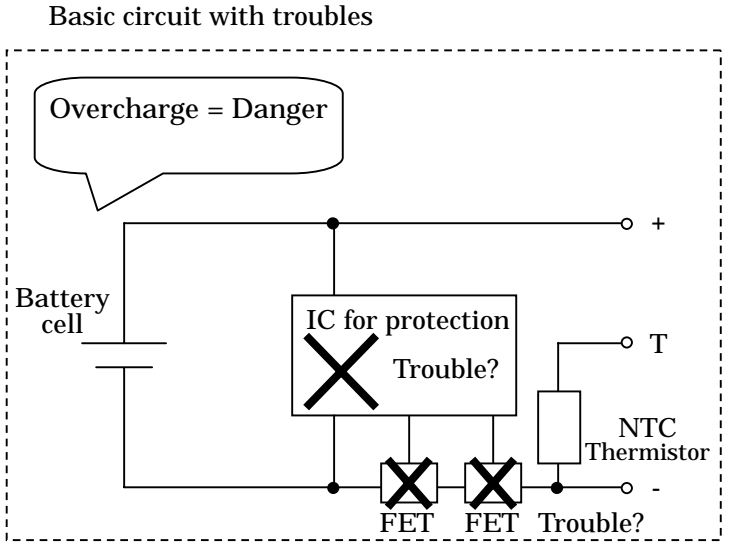 Basic circuit with troubles
Overcharge = Danger
+
Battery
cell
IC for protection
Trouble?
T
NTC
Thermistor
-
FET FET Trouble?